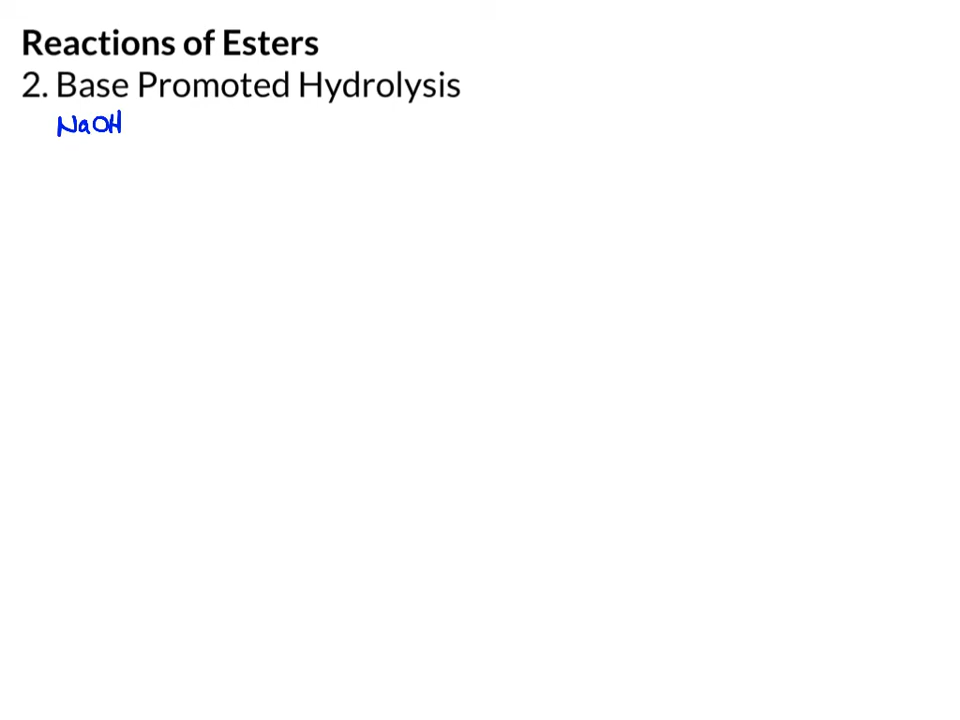 Reactions of Esters
2. Base Promoted Hydrolysis
NaOH